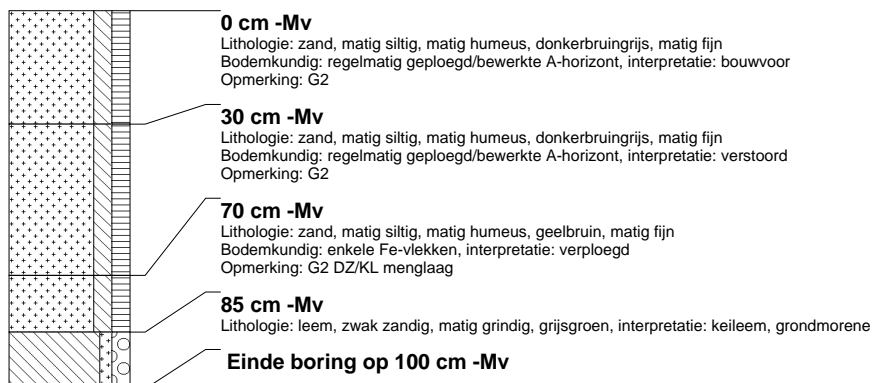 0 cm -Mv
Lithologie: zand, matig siltig, matig humeus, donkerbruingrijs, matig fijn
Bodemkundig: regelmatig geploegd/bewerkte A-horizont, interpretatie: bouwvoor
Opmerking: G2
30 cm -Mv
Lithologie: zand, matig siltig, matig humeus, donkerbruingrijs, matig fijn
Bodemkundig: regelmatig geploegd/bewerkte A-horizont, interpretatie: verstoord
Opmerking: G2
70 cm -Mv
Lithologie: zand, matig siltig, matig humeus, geelbruin, matig fijn
Bodemkundig: enkele Fe-vlekken, interpretatie: verploegd
Opmerking: G2 DZ/KL menglaag
85 cm -Mv
Lithologie: leem, zwak zandig, matig grindig, grijsgroen, interpretatie: keileem, grondmorene
Einde boring op 100 cm -Mv